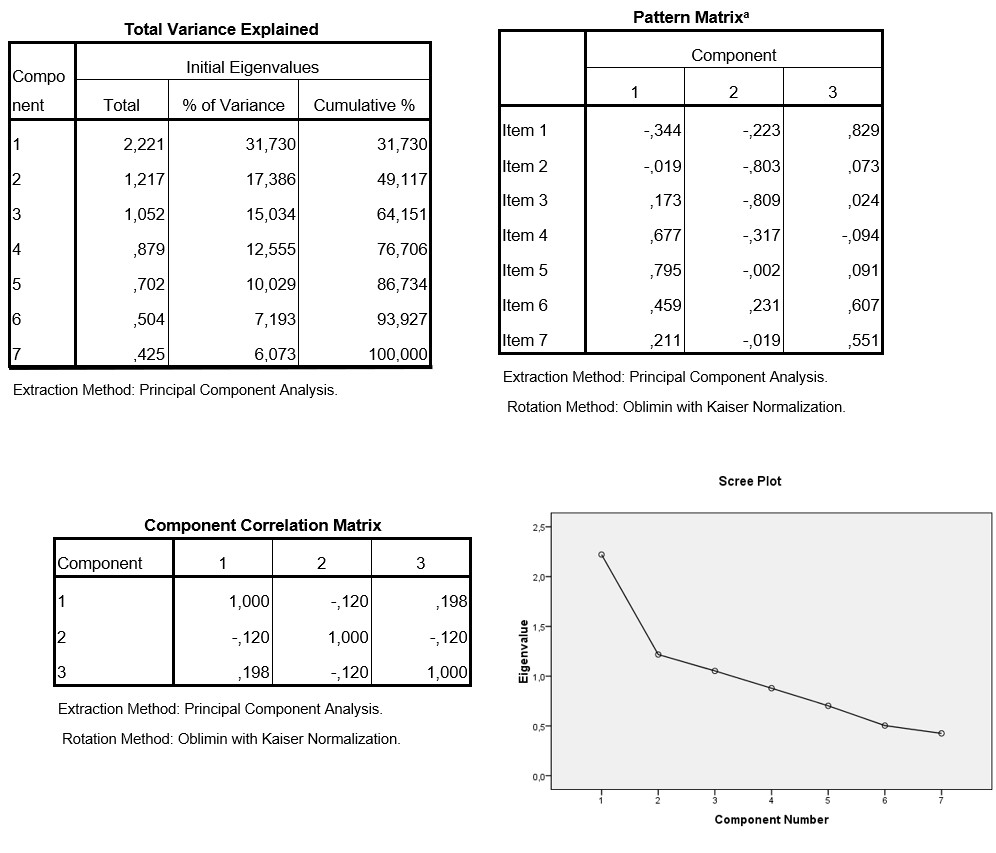 Total Variance Explained
Compo
nent
Initial Eigenvalues
Total % of Variance Cumulative %
1 2,221 31,730 31,730
2 1,217 17,386 49,117
3 1,052 15,034 64,151
4 ,879 12,555 76,706
5 ,702 10,029 86,734
6 ,504 7,193 93,927
7 ,425 6,073 100,000
Extraction Method: Principal Component Analysis.
Pattern Matrixᵃ
Component
1 2 3
Item 1 -,344 -,223 ,829
Item 2 -,019 -,803 ,073
Item 3 ,173 -,809 ,024
Item 4 ,677 -,317 -,094
Item 5 ,795 -,002 ,091
Item 6 ,459 ,231 ,607
Item 7 ,211 -,019 ,551
Extraction Method: Principal Component Analysis.
Rotation Method: Oblimin with Kaiser Normalization.
Component Correlation Matrix
Component 1 2 3
1 1,000 -,120 ,198
2 -,120 1,000 -,120
3 ,198 -,120 1,000
Extraction Method: Principal Component Analysis.
Rotation Method: Oblimin with Kaiser Normalization.
Scree Plot
Eigenvalue
2,5
2,0
1,5
1,0
0,5
0,0
1 2 3 4 5 6 7
Component Number